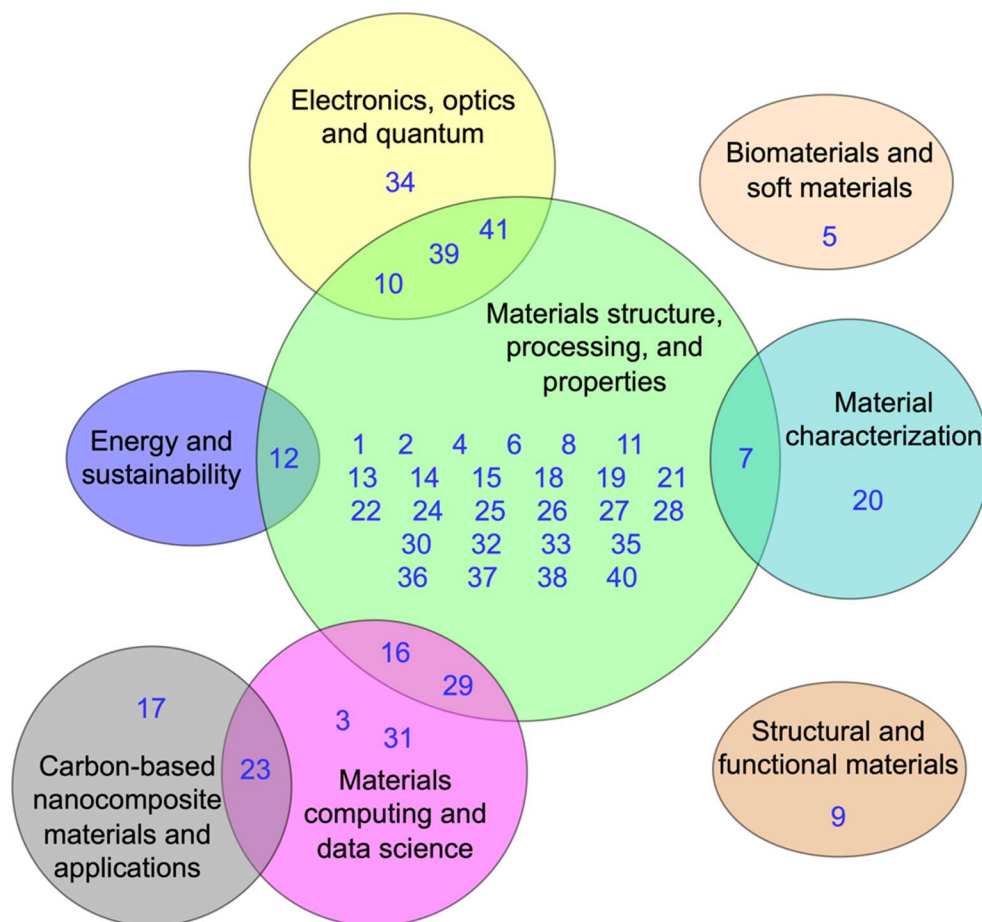 Electronics, optics
and quantum
34
41
39
10
Biomaterials and
soft materials
5
Materials structure,
processing, and
properties
Energy and
sustainability
12
1 2 4 6 8 11
13 14 15 18 19 21
22 24 25 26 27 28
30 32 33 35
36 37 38 40
7
Material
characterization
20
16
29
3
31
Materials
computing and
data science
17
23
Carbon-based
nanocomposite
materials and
applications
Structural and
functional materials
9